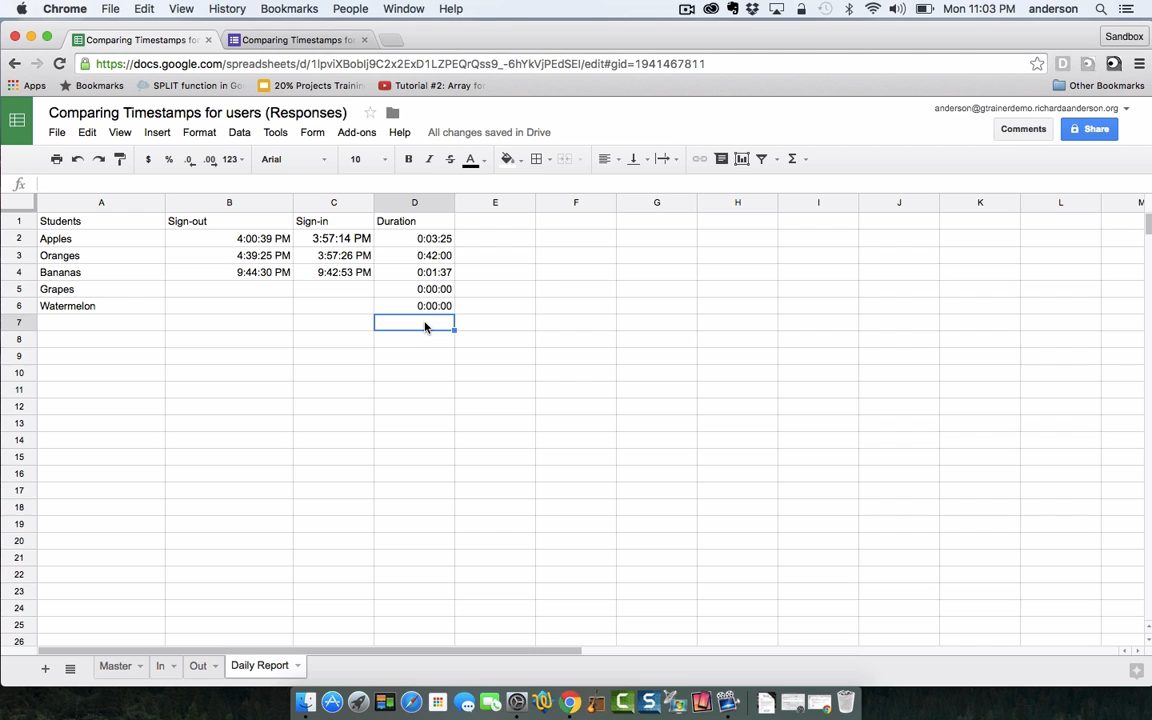 Chrome File Edit View History Bookmarks People Window Help Mon 11:03 PM anderson
Comparing Timestamps for Comparing Timestamps for Sandbox
https://docs.google.com/spreadsheets/d/ /edit#gid=1941467811
Apps Bookmarks SPLIT function in Go 20% Projects Trainin Tutorial #2: Array for Other Bookmarks
Comparing Timestamps for users (Responses) anderson@gtrainerdemo.richardaanderson.org
File Edit View Insert Format Data Tools Form Add-ons Help All changes saved in Drive Comments Share
$ % .0 .00 123 Arial 10 B I S A Σ
fx
A B C D E F G H I J K L M
1 Students Sign-out Sign-in Duration
2 Apples 4:00:39 PM 3:57:14 PM 0:03:25
3 Oranges 4:39:25 PM 3:57:26 PM 0:42:00
4 Bananas 9:44:30 PM 9:42:53 PM 0:01:37
5 Grapes 0:00:00
6 Watermelon 0:00:00
7
8
9
10
11
12
13
14
15
16
17
18
19
20
21
22
23
24
25
26
+ Master In Out Daily Report